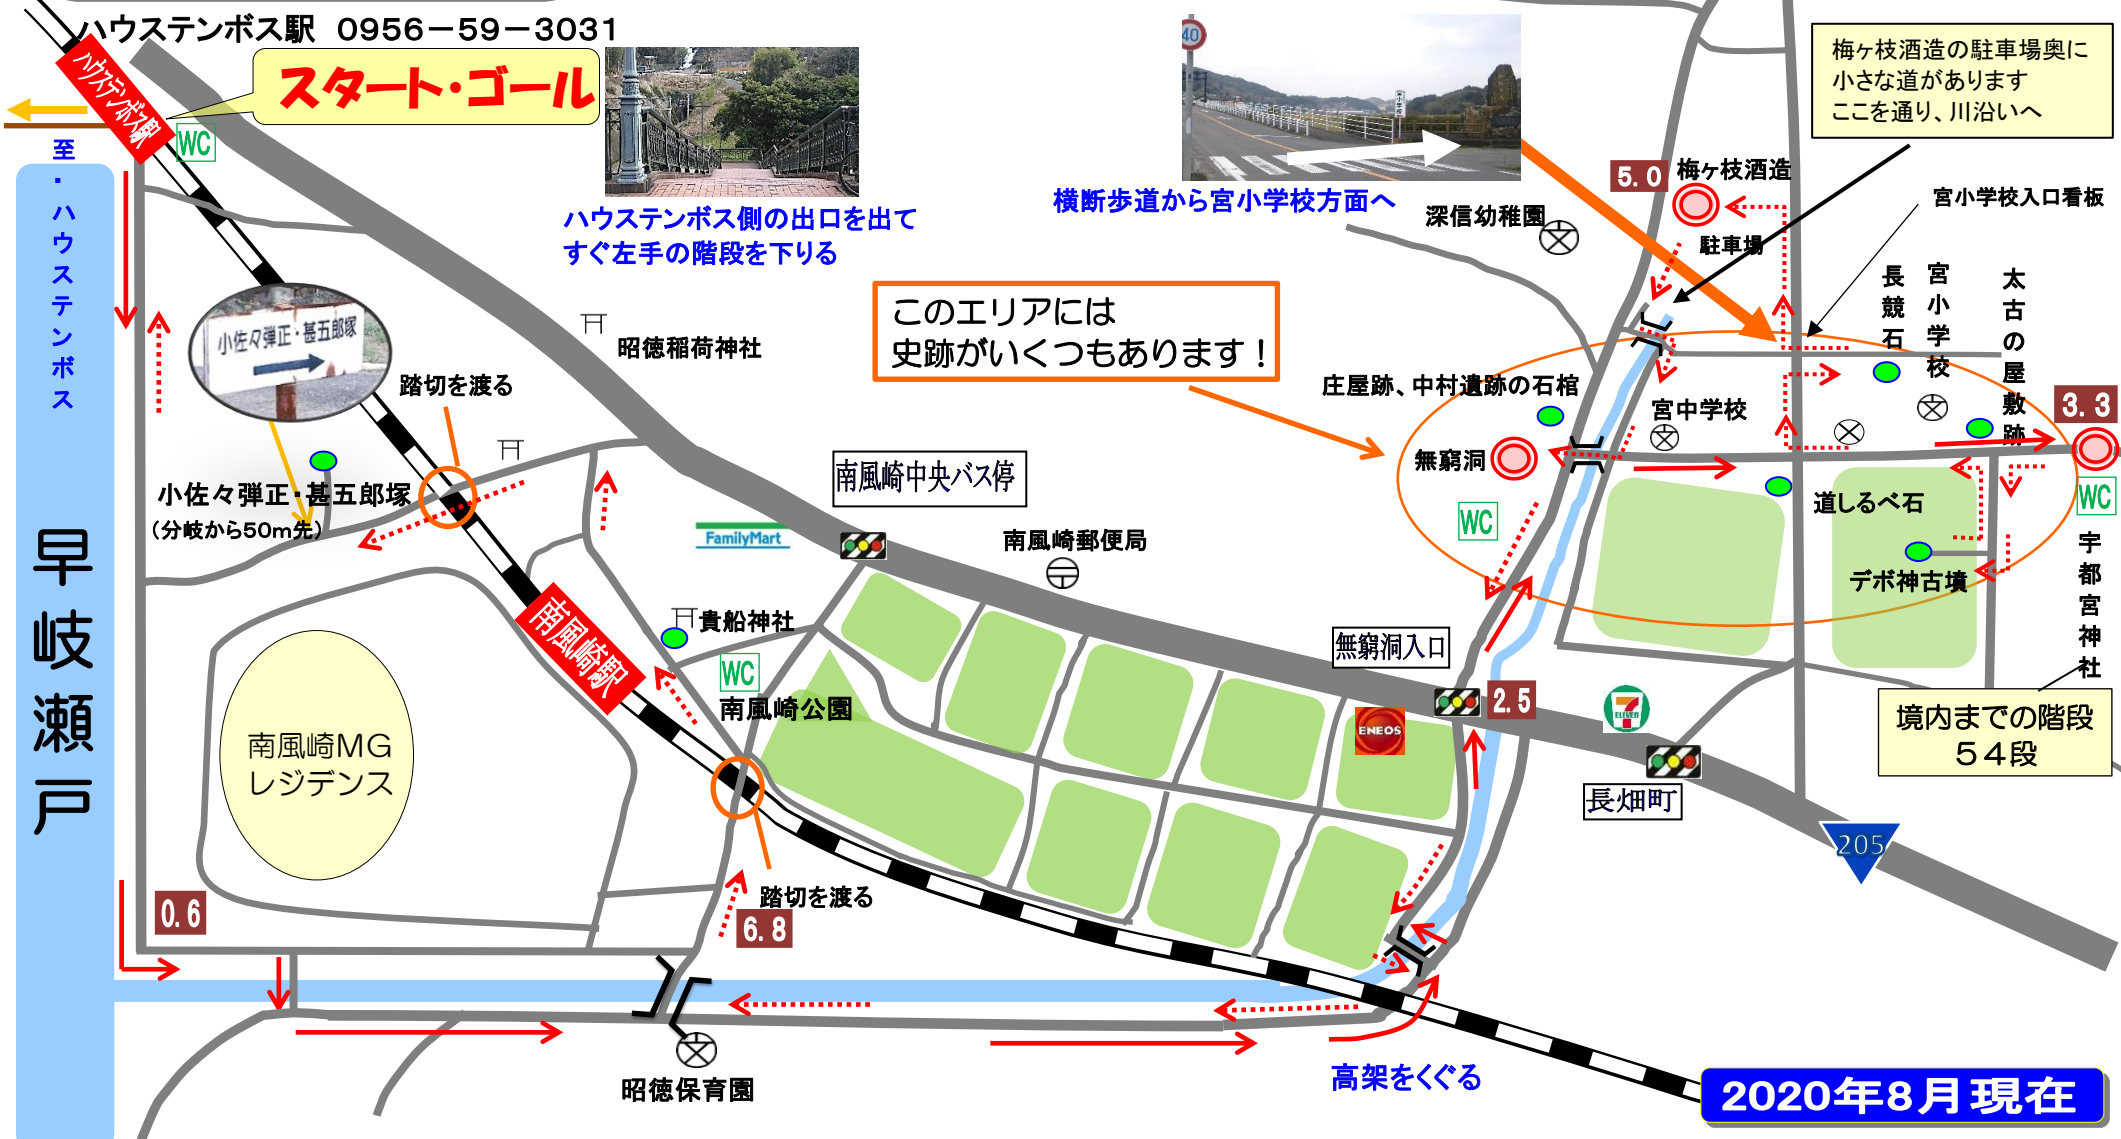 ハウステンボス駅 0956-59-3031
ハウステンボス駅
スタート・ゴール
WC
至・ハウステンボス
ハウステンボス側の出口を出て
すぐ左手の階段を下りる
40
宮小学校
横断歩道から宮小学校方面へ
梅ヶ枝酒造の駐車場奥に
小さな道があります
ここを通り、川沿いへ
5.0
梅ヶ枝酒造
駐車場
宮小学校入口看板
深信幼稚園
このエリアには
史跡がいくつもあります！
長競石
宮小学校
太古の屋敷跡
3.3
小佐々弾正・甚五郎塚
昭徳稲荷神社
踏切を渡る
庄屋跡、中村遺跡の石棺
宮中学校
無窮洞
WC
WC
道しるべ石
デボ神古墳
宇都宮神社
境内までの階段
５４段
小佐々弾正・甚五郎塚
（分岐から50m先）
南風崎中央バス停
FamilyMart
南風崎郵便局
早岐瀬戸
南風崎駅
貴船神社
WC
南風崎公園
無窮洞入口
2.5
ENEOS
7
ELEVEN
長畑町
205
南風崎MG
レジデンス
0.6
踏切を渡る
6.8
昭徳保育園
高架をくぐる
2020年8月現在